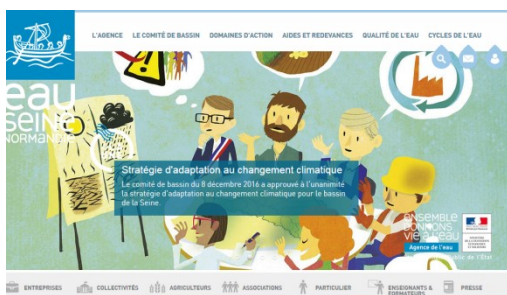 L'AGENCE LE COMITÉ DE BASSIN DOMAINES D'ACTION AIDES ET REDEVANCES QUALITÉ DE L'EAU CYCLES DE L'EAU
eau
SEINE
NORMANDIE
Stratégie d'adaptation au changement climatique
Le comité de bassin du 8 décembre 2016 a approuvé à l'unanimité
la stratégie d'adaptation au changement climatique pour le bassin
de la Seine.
ENSEMBLE
DONNONS
VIE À L'EAU
Agence de l'eau
public de l'État
ENTREPRISES COLLECTIVITÉS AGRICULTEURS ASSOCIATIONS PARTICULIER ENSEIGNANTS & FORMATEURS PRESSE